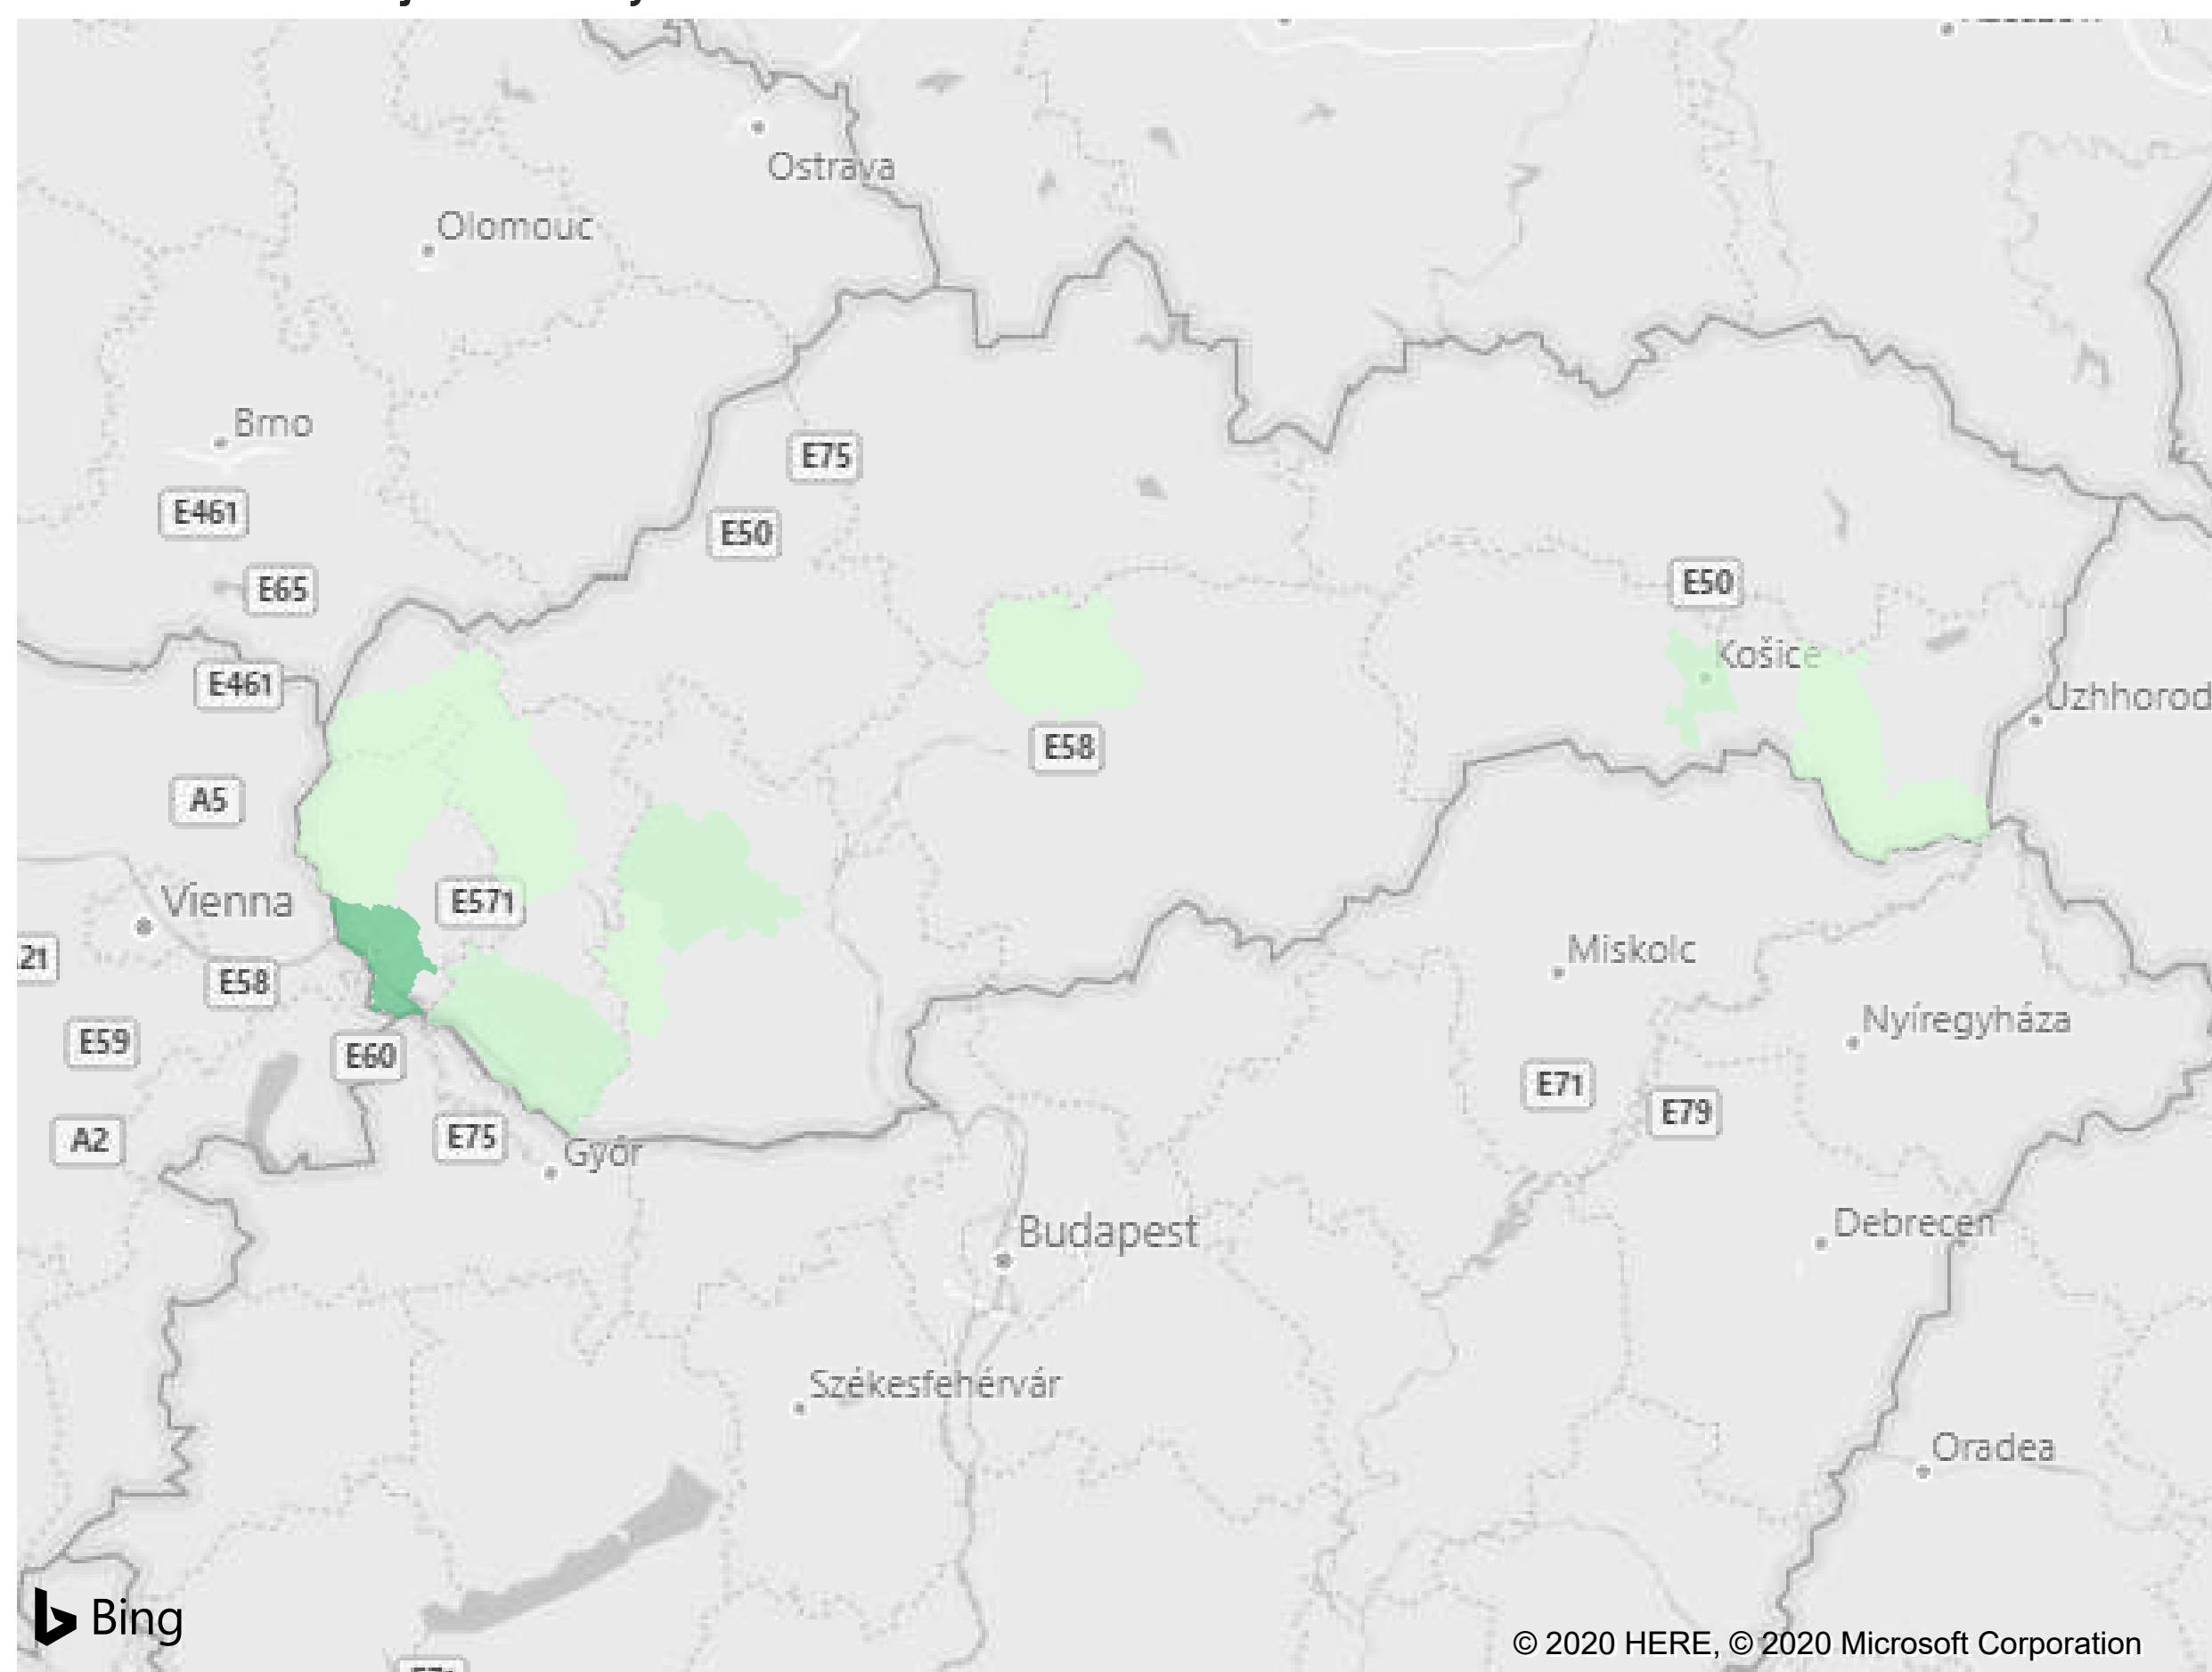 Ostrava
Olomouc
Brno
E75
E461
E50
E65
E50
Košice
E461
Uzhhorod
E58
A5
Vienna
E571
21
E58
Miskolc
Nyíregyháza
E59
E60
E71
E79
A2
E75
Győr
Budapest
Debrecen
Székesfehérvár
Oradea
Bing
© 2020 HERE, © 2020 Microsoft Corporation